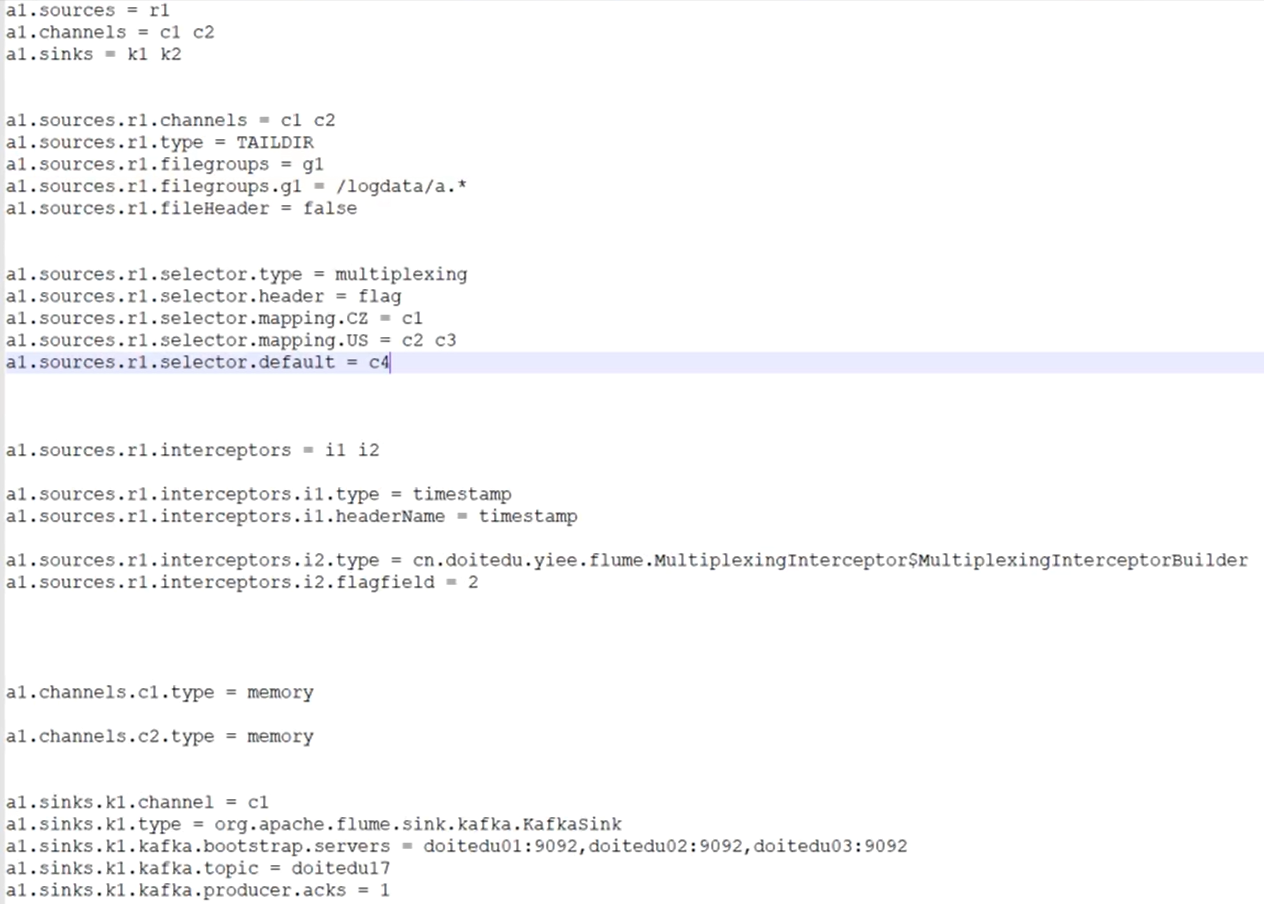 a1.sources = r1
a1.channels = c1 c2
a1.sinks = k1 k2
a1.sources.r1.channels = c1 c2
a1.sources.r1.type = TAILDIR
a1.sources.r1.filegroups = g1
a1.sources.r1.filegroups.g1 = /logdata/a.*
a1.sources.r1.fileHeader = false
a1.sources.r1.selector.type = multiplexing
a1.sources.r1.selector.header = flag
a1.sources.r1.selector.mapping.CZ = c1
a1.sources.r1.selector.mapping.US = c2 c3
a1.sources.r1.selector.default = c4
a1.sources.r1.interceptors = i1 i2
a1.sources.r1.interceptors.i1.type = timestamp
a1.sources.r1.interceptors.i1.headerName = timestamp
a1.sources.r1.interceptors.i2.type = cn.doitedu.yiee.flume.MultiplexingInterceptor$MultiplexingInterceptorBuilder
a1.sources.r1.interceptors.i2.flagfield = 2
a1.channels.c1.type = memory
a1.channels.c2.type = memory
a1.sinks.k1.channel = c1
a1.sinks.k1.type = org.apache.flume.sink.kafka.KafkaSink
a1.sinks.k1.kafka.bootstrap.servers = doitedu01:9092,doitedu02:9092,doitedu03:9092
a1.sinks.k1.kafka.topic = doitedu17
a1.sinks.k1.kafka.producer.acks = 1